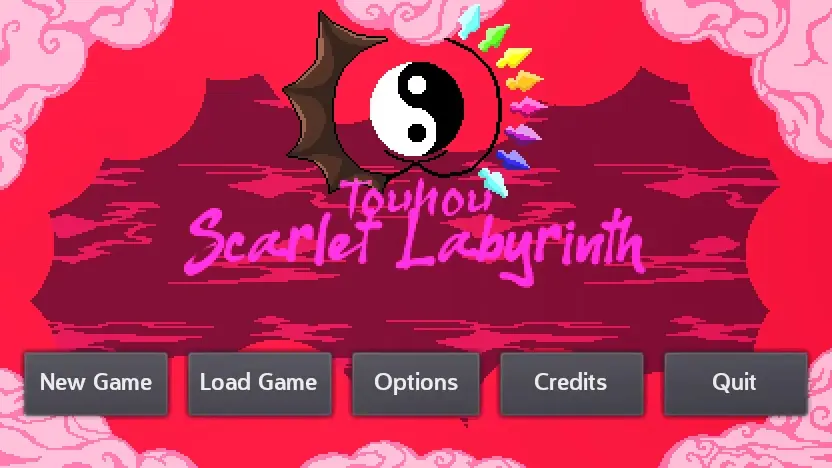 Touhou
Scarlet Labyrinth
New Game
Load Game
Options
Credits
Quit